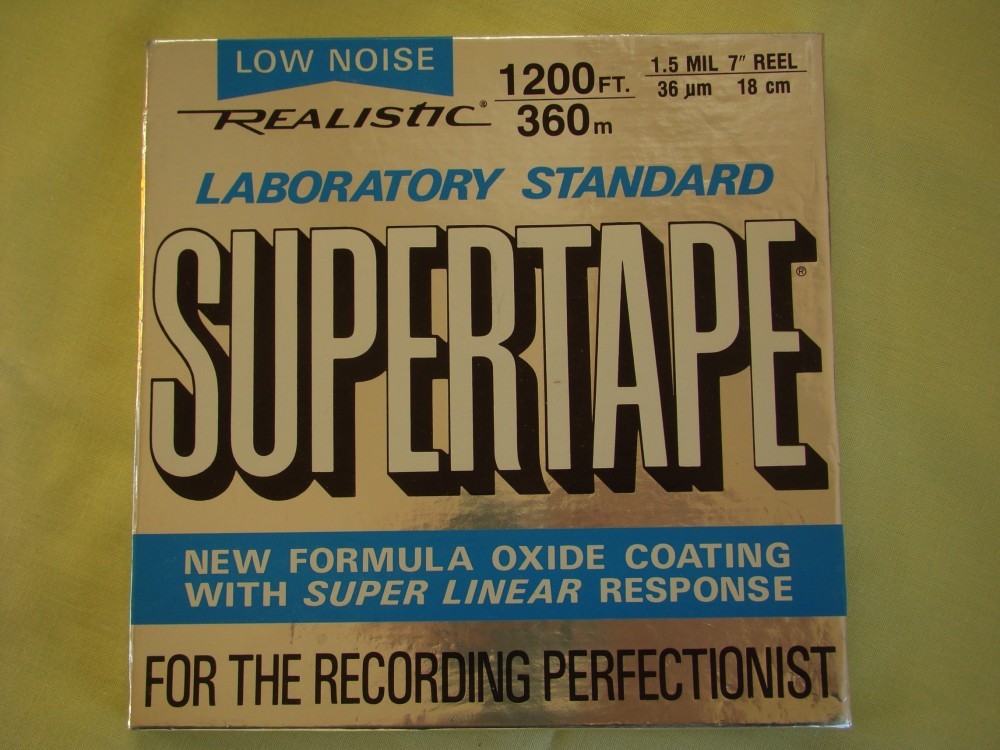 LOW NOISE
REALISTIC®
1200 FT.
360 m
1.5 MIL 7" REEL
36 µm 18 cm
LABORATORY STANDARD
SUPERTAPE®
NEW FORMULA OXIDE COATING
WITH SUPER LINEAR RESPONSE
FOR THE RECORDING PERFECTIONIST